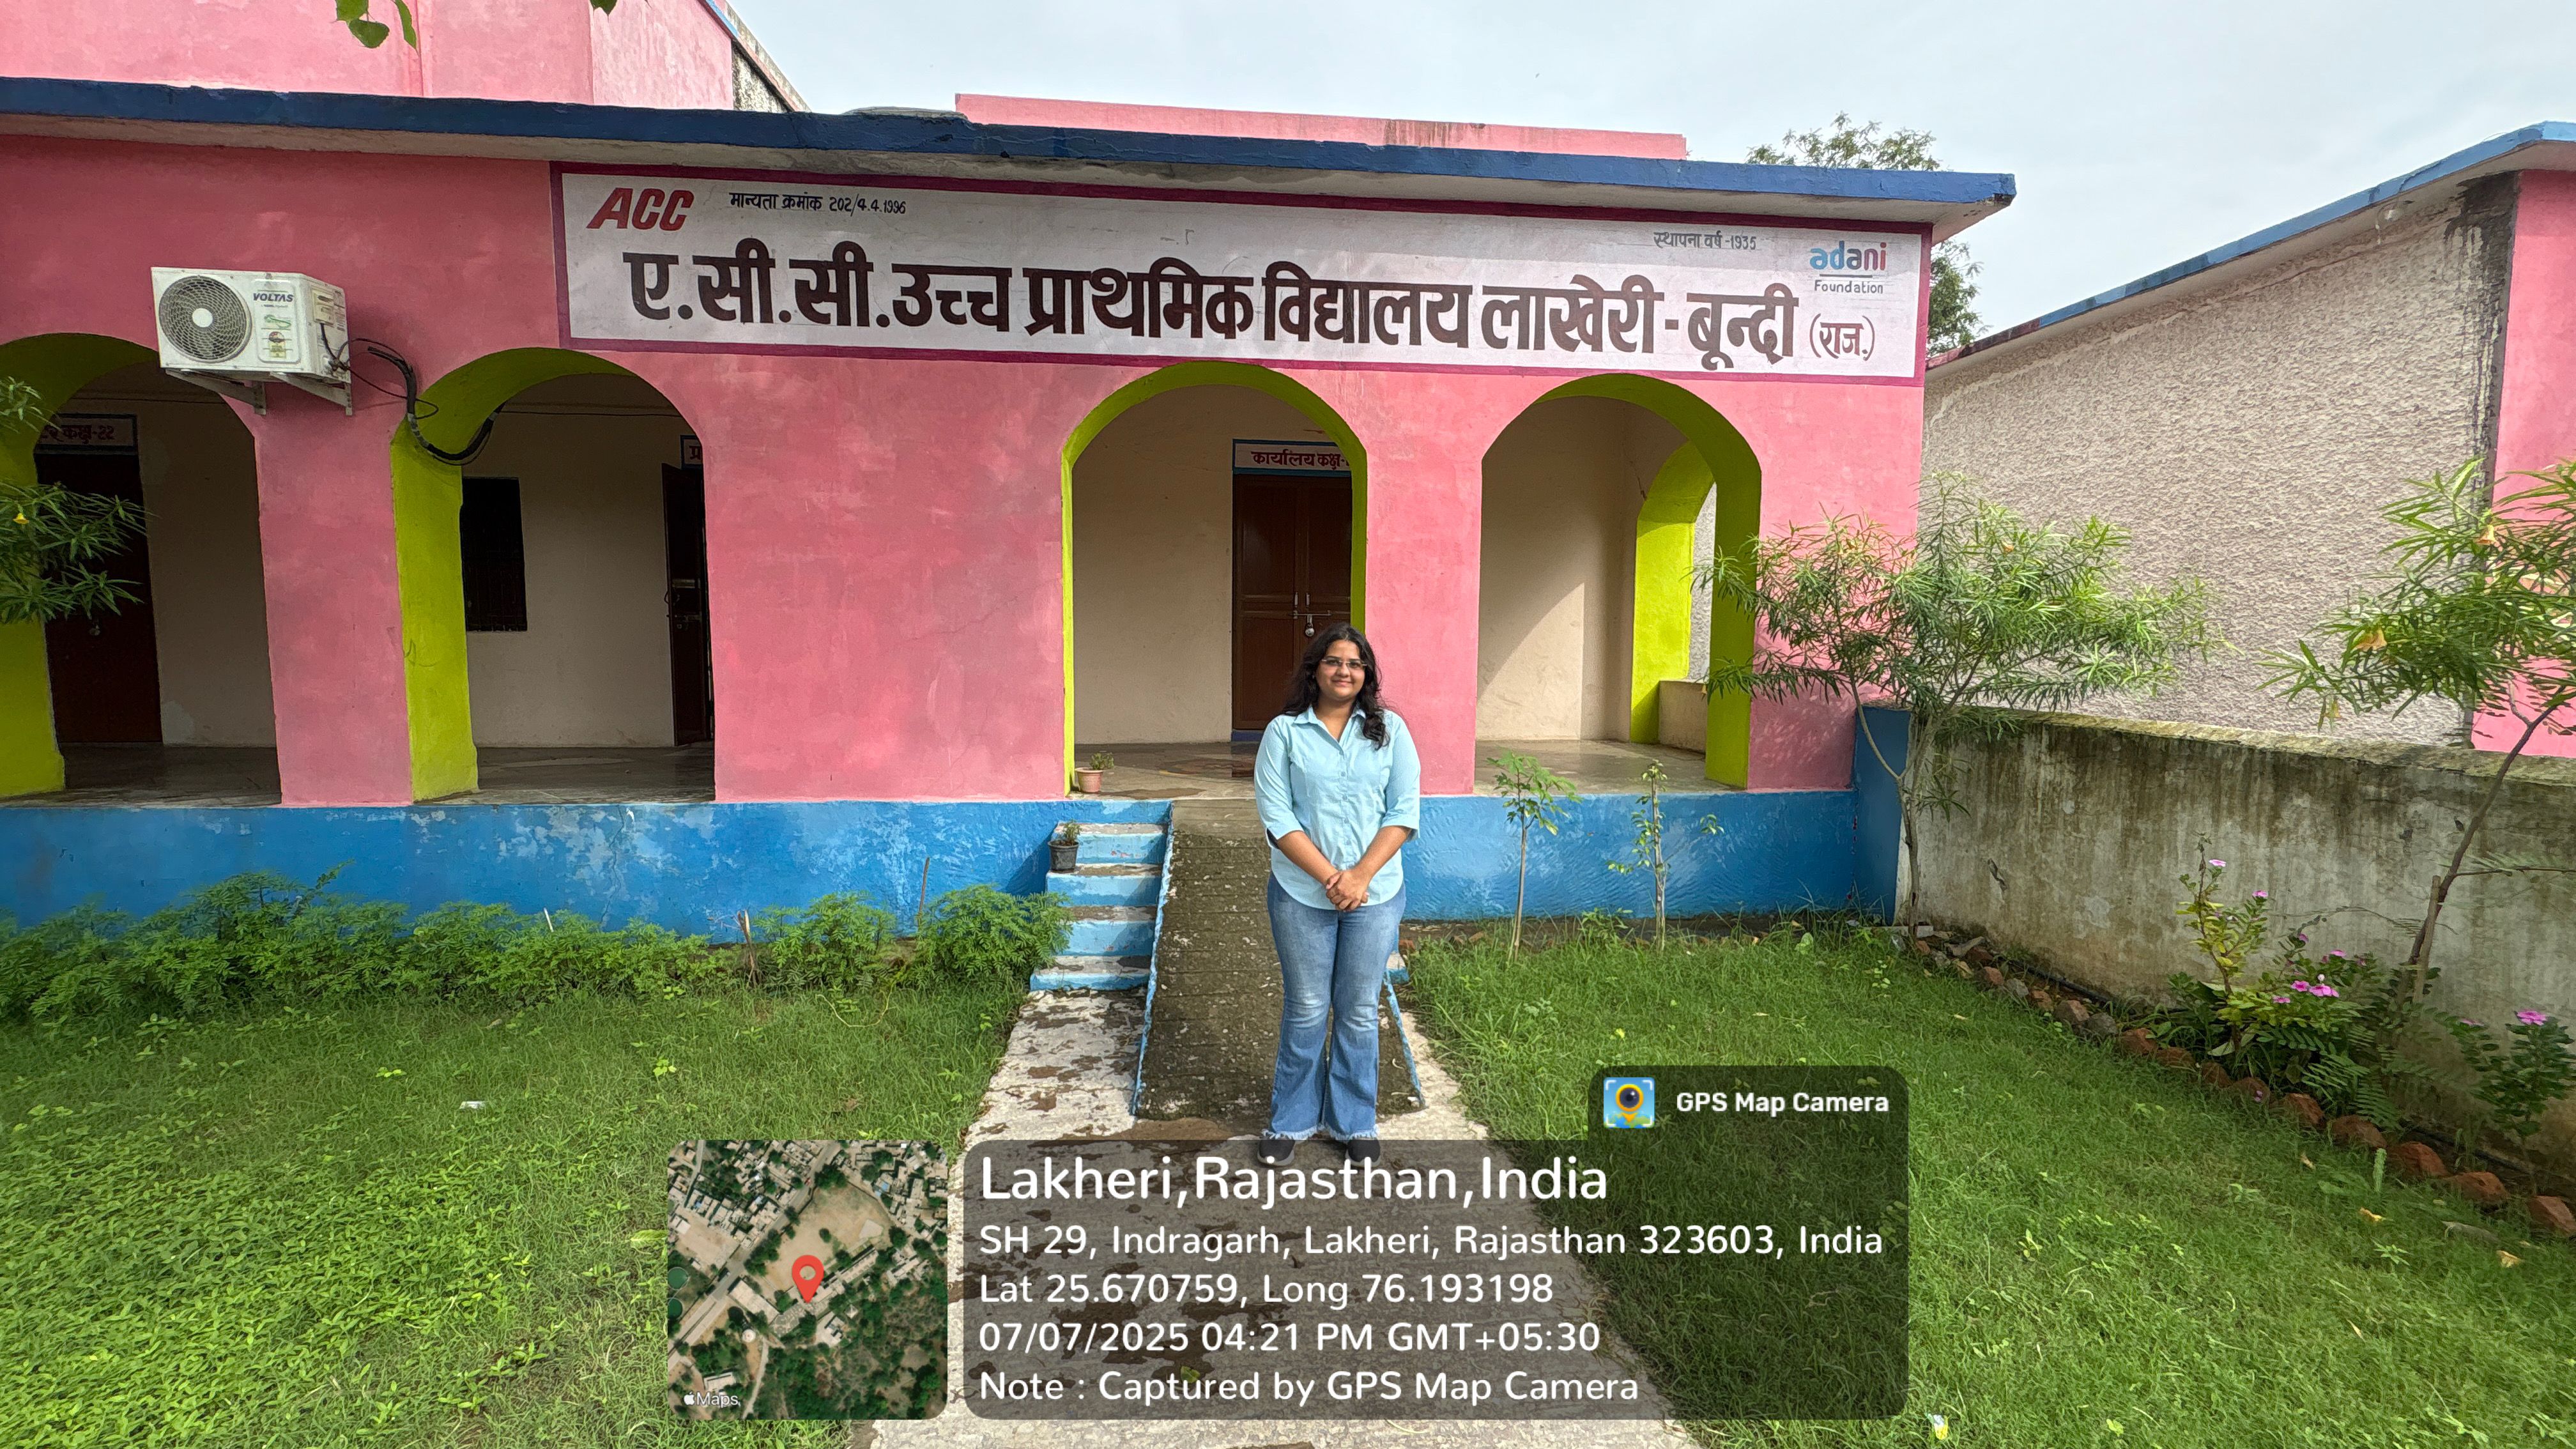 ACC
मान्यता क्रमांक 202/4.4.1996
स्थापना वर्ष-1935
adani
Foundation
ए.सी.सी.उच्च प्राथमिक विद्यालय लाखेरी-बून्दी (राज.)
VOLTAS
कक्ष-22
कार्यालय कक्ष-
GPS Map Camera
Lakheri,Rajasthan,India
SH 29, Indragarh, Lakheri, Rajasthan 323603, India
Lat 25.670759, Long 76.193198
07/07/2025 04:21 PM GMT+05:30
Note : Captured by GPS Map Camera
Maps